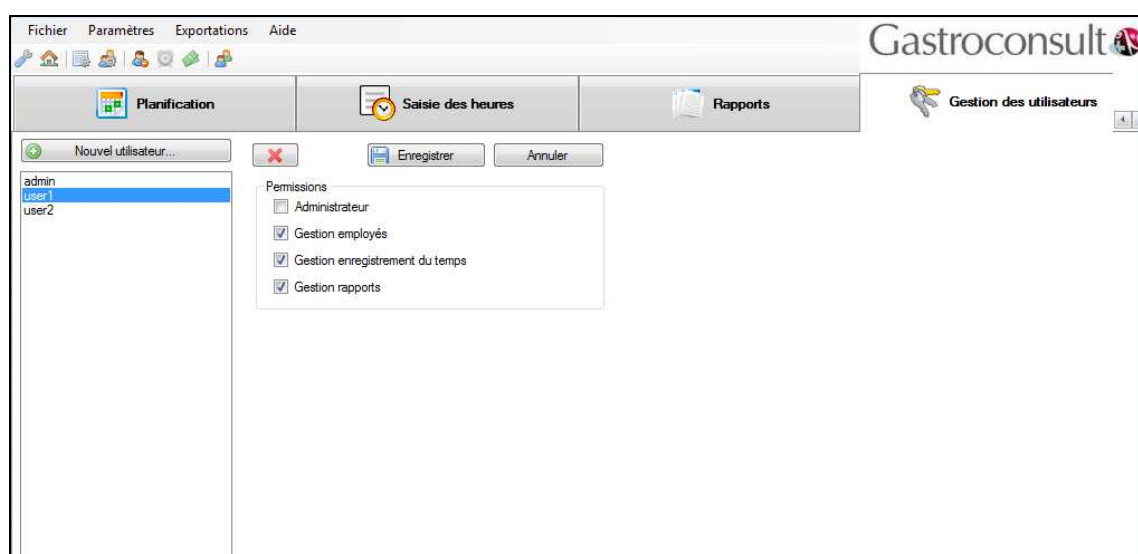 Fichier Paramètres Exportations Aide
Gastroconsult
Planification Saisie des heures Rapports Gestion des utilisateurs
Nouvel utilisateur... Enregistrer Annuler
admin
user1
user2
Permissions
Administrateur
Gestion employés
Gestion enregistrement du temps
Gestion rapports